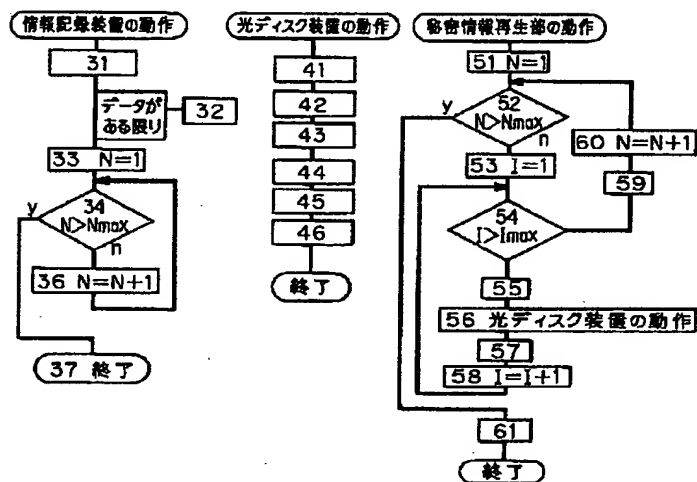 情報記録装置の動作
31
データが
ある限り
32
33 N=1
34
N>Nmax
y
n
36 N=N+1
37 終了
光ディスク装置の動作
41
42
43
44
45
46
終了
秘密情報再生部の動作
51 N=1
52
N>Nmax
y
n
53 I=1
54
I>Imax
55
56 光ディスク装置の動作
57
58 I=I+1
59
60 N=N+1
61
終了